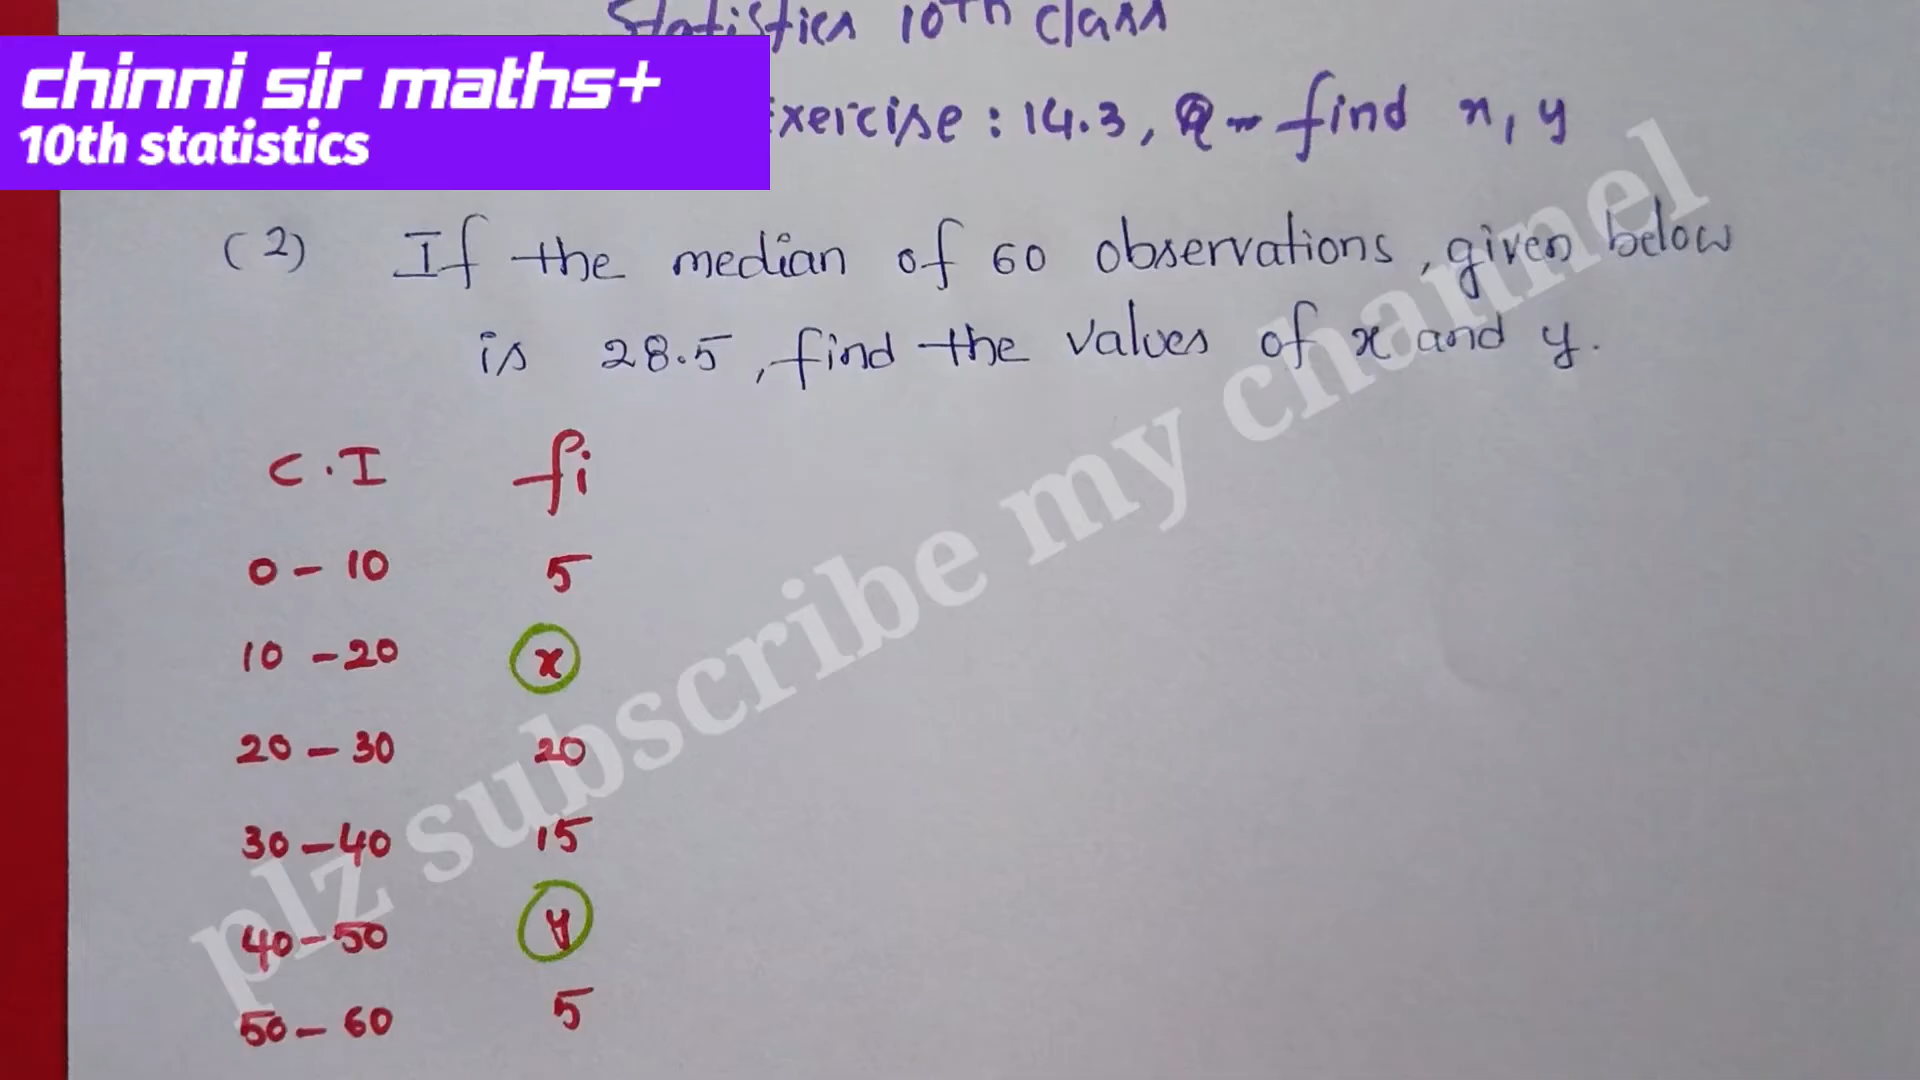 Statistics 10th class
chinni sir maths+
10th statistics
Exercise : 14.3, Q - find x, y
(2) If the median of 60 observations, given below
is 28.5, find the values of x and y.
C.I fi
0 - 10 5
10 - 20 x
20 - 30 20
30 - 40 15
40 - 50 y
50 - 60 5
plz subscribe my channel